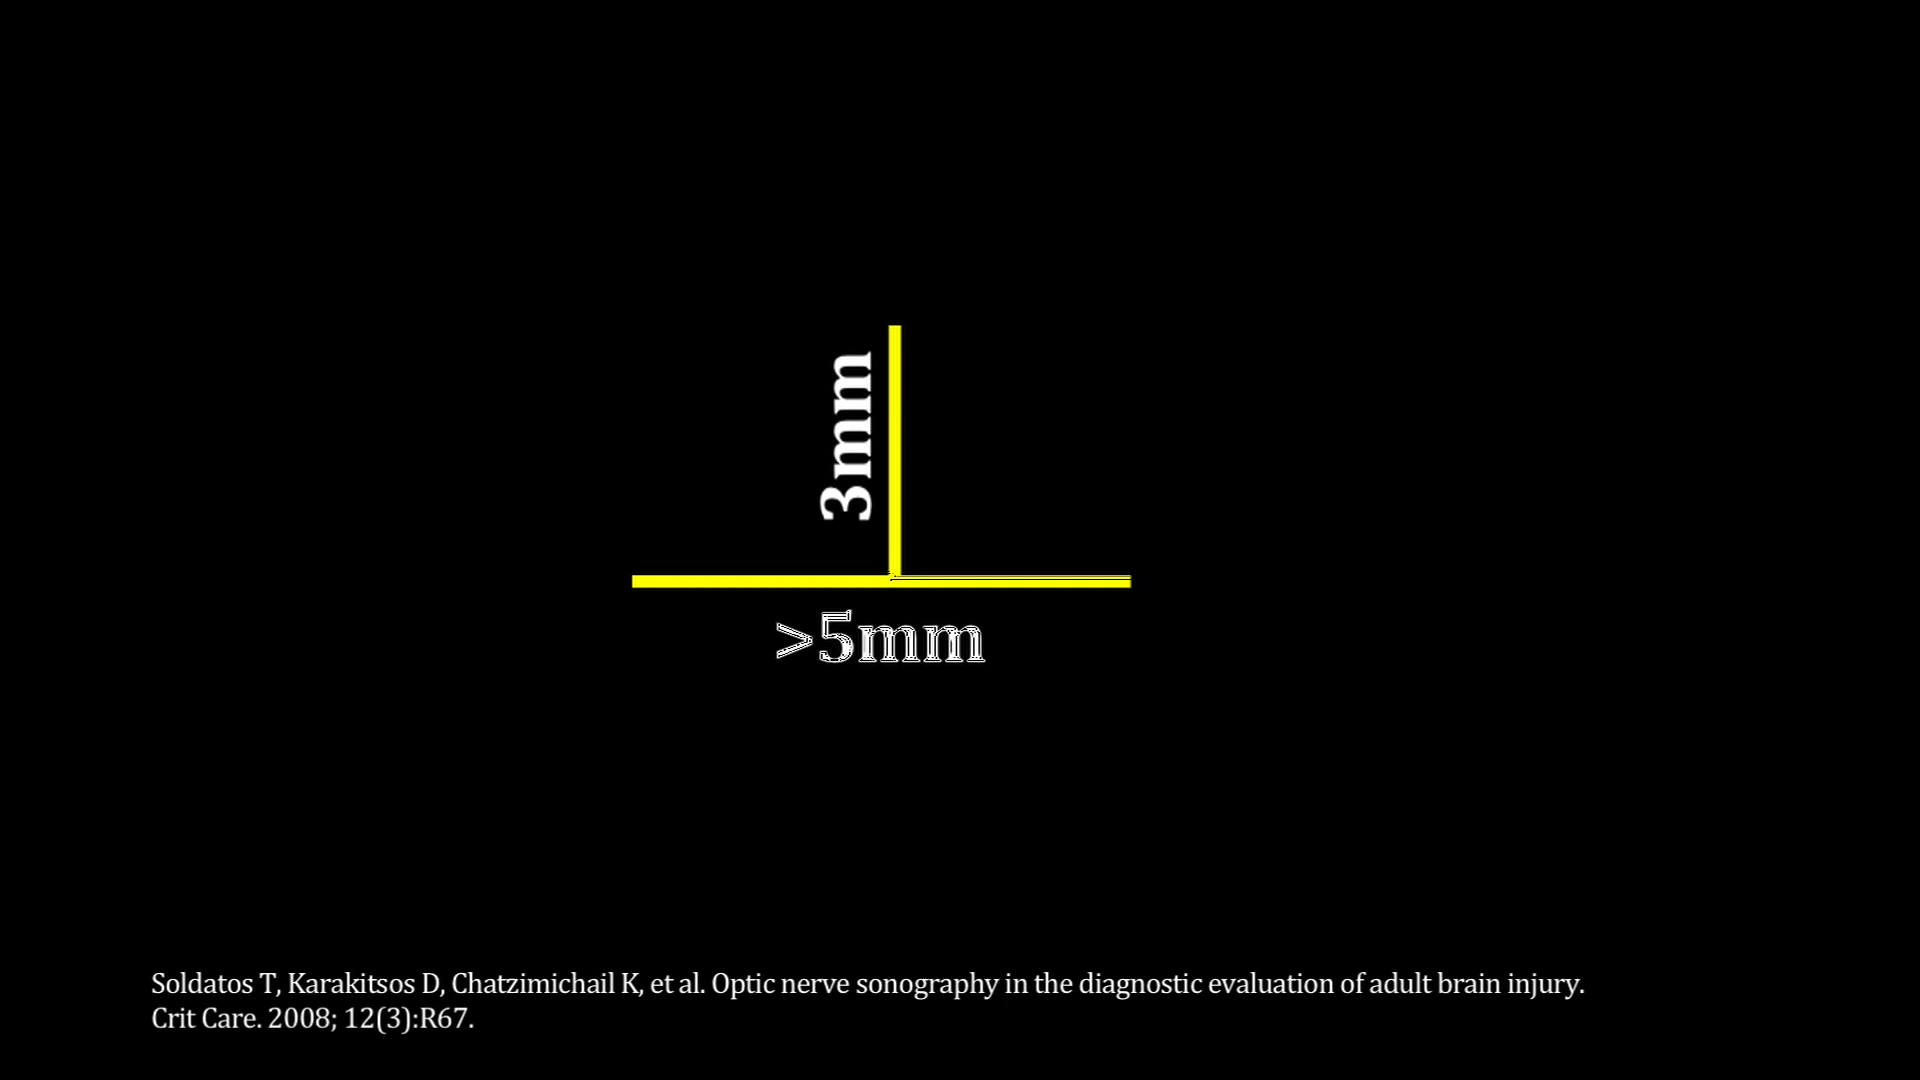 3mm
>5mm
Soldatos T, Karakitsos D, Chatzimichail K, et al. Optic nerve sonography in the diagnostic evaluation of adult brain injury.
Crit Care. 2008; 12(3):R67.